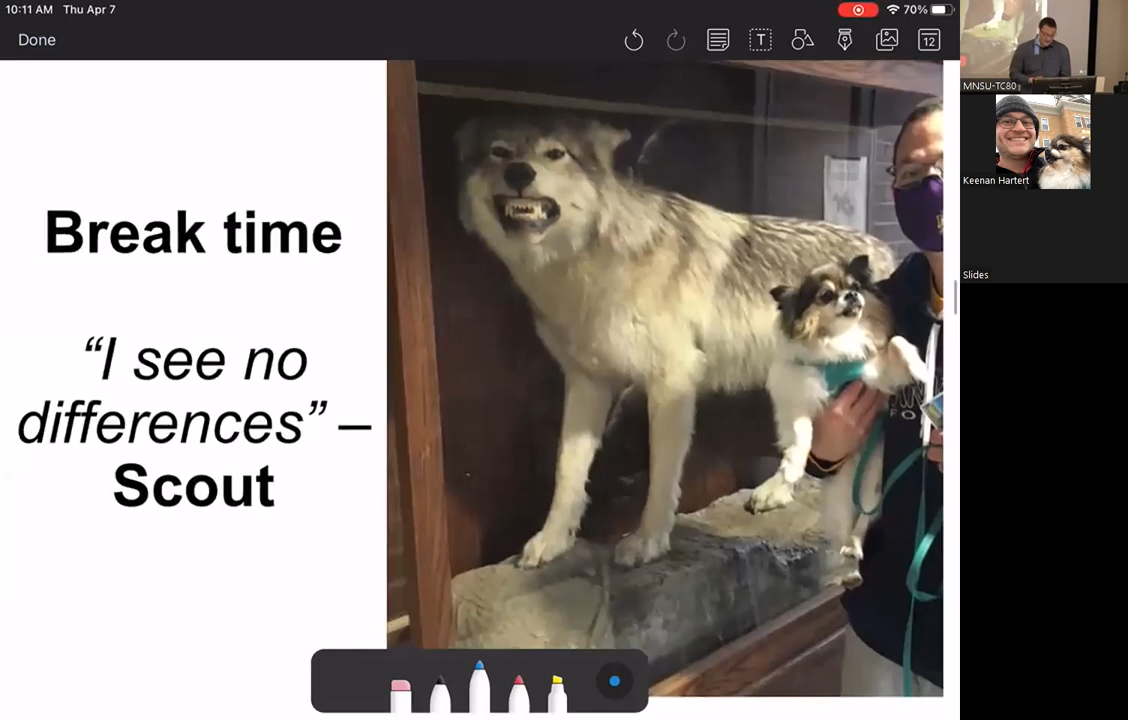 10:11 AM Thu Apr 7
70%
Done
T
12
Break time
“I see no
differences” –
Scout
FO
MNSU-TC80
Keenan Hartert
Slides